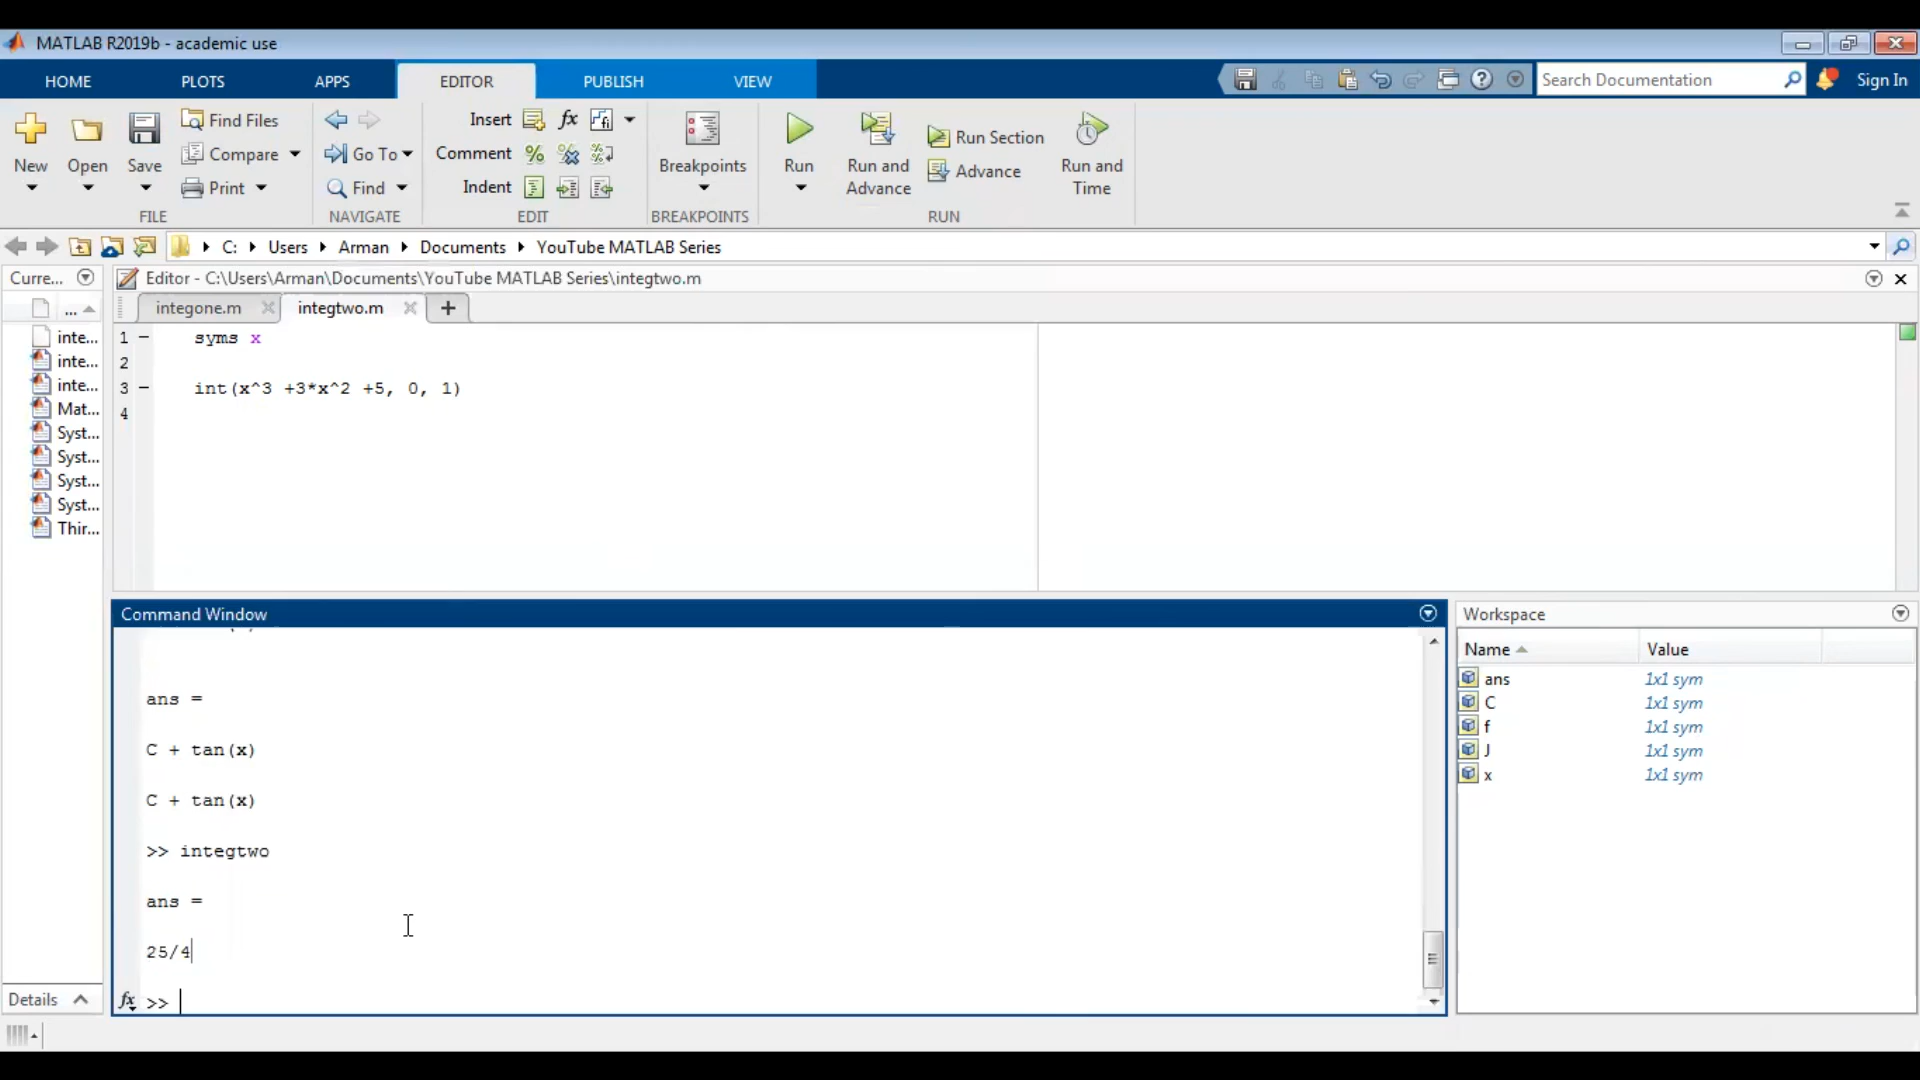 MATLAB R2019b - academic use
HOME PLOTS APPS EDITOR PUBLISH VIEW Search Documentation Sign In
New Open Save Find Files Compare Print
Go To Find
Insert fx Comment Indent
Breakpoints
Run Run and Advance Run Section Advance Run and Time
FILE NAVIGATE EDIT BREAKPOINTS RUN
C: Users Arman Documents YouTube MATLAB Series
Curre... Editor - C:\Users\Arman\Documents\YouTube MATLAB Series\integtwo.m
... integone.m integtwo.m +
inte...
inte...
inte...
Mat...
Syst...
Syst...
Syst...
Syst...
Thir...
Details
1 syms x
2
3 int(x^3 +3*x^2 +5, 0, 1)
4
Command Window
ans =
C + tan(x)
C + tan(x)
>> integtwo
ans =
25/4
fx >>
Workspace
Name Value
ans 1x1 sym
C 1x1 sym
f 1x1 sym
J 1x1 sym
x 1x1 sym